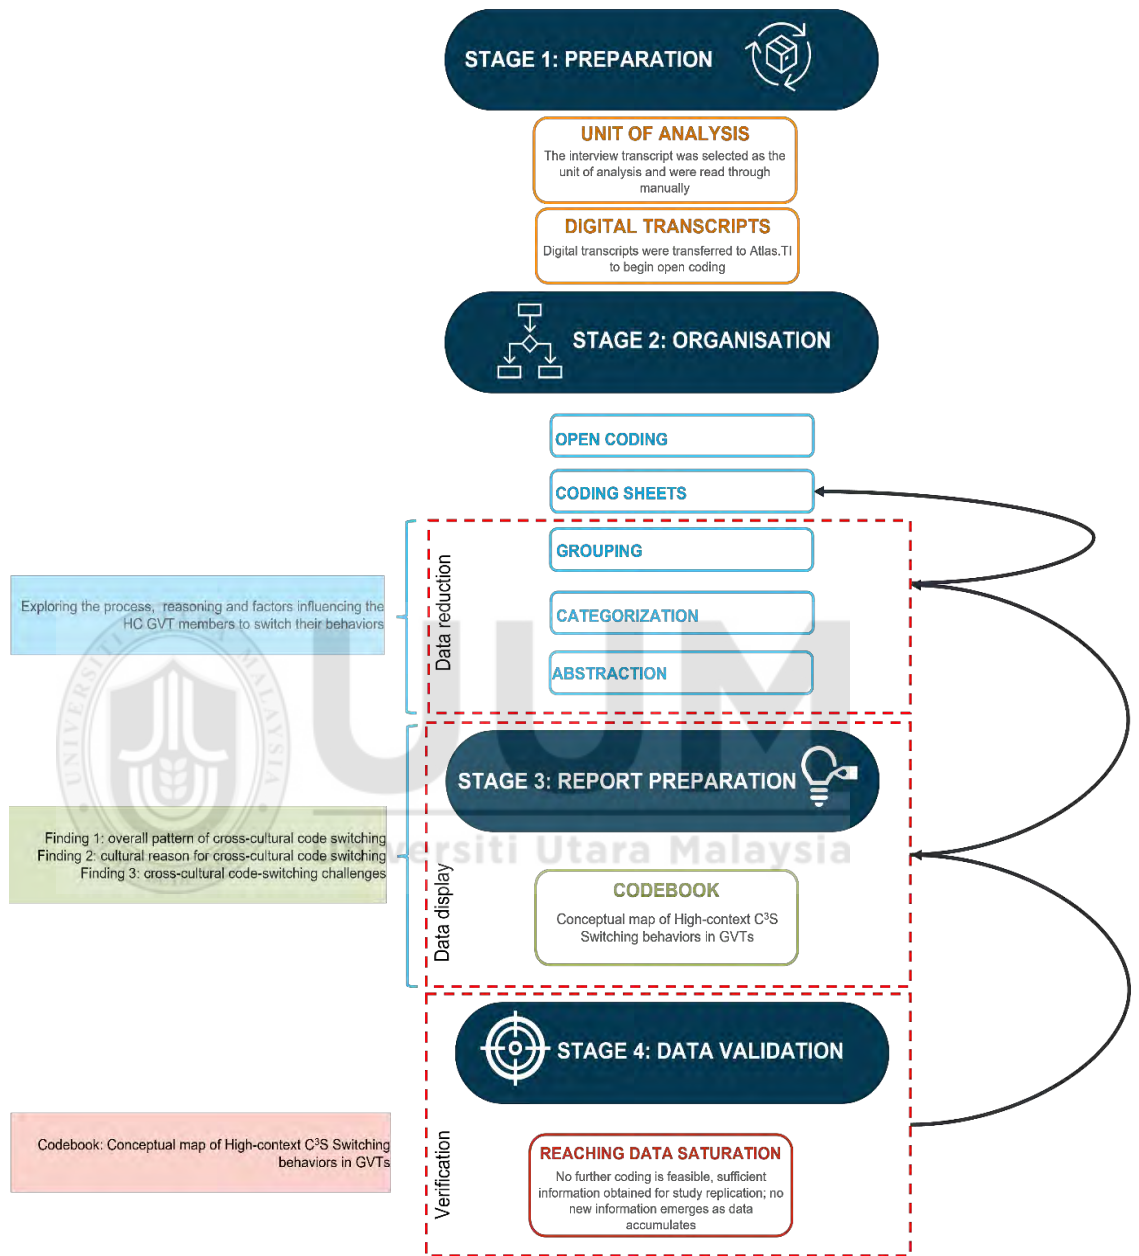 STAGE 1: PREPARATION
UNIT OF ANALYSIS
The interview transcript was selected as the
unit of analysis and were read through
manually
DIGITAL TRANSCRIPTS
Digital transcripts were transferred to Atlas.TI
to begin open coding
STAGE 2: ORGANISATION
OPEN CODING
CODING SHEETS
Data reduction
GROUPING
CATEGORIZATION
ABSTRACTION
Exploring the process, reasoning and factors influencing the
HC GVT members to switch their behaviors
UNIVERSITI UTARA MALAYSIA
UUM
Universiti Utara Malaysia
STAGE 3: REPORT PREPARATION
Finding 1: overall pattern of cross-cultural code switching
Finding 2: cultural reason for cross-cultural code switching
Finding 3: cross-cultural code-switching challenges
Data display
CODEBOOK
Conceptual map of High-context C³S
Switching behaviors in GVTs
STAGE 4: DATA VALIDATION
Codebook: Conceptual map of High-context C³S Switching
behaviors in GVTs
Verification
REACHING DATA SATURATION
No further coding is feasible, sufficient
information obtained for study replication; no
new information emerges as data
accumulates